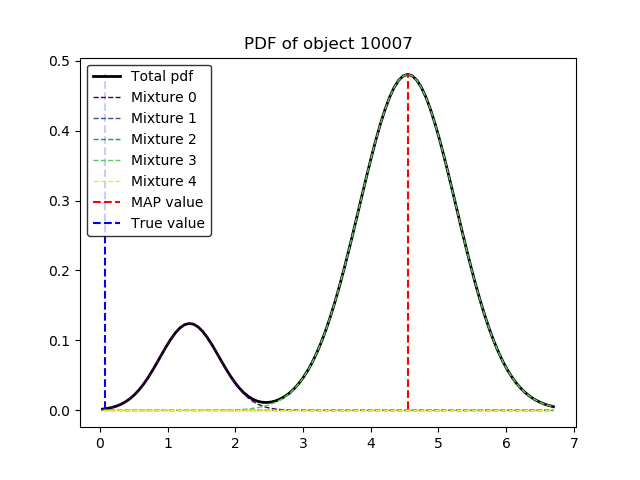 PDF of object 10007
0.5
0.4
0.3
0.2
0.1
0.0
Total pdf
Mixture 0
Mixture 1
Mixture 2
Mixture 3
Mixture 4
MAP value
True value
0 1 2 3 4 5 6 7